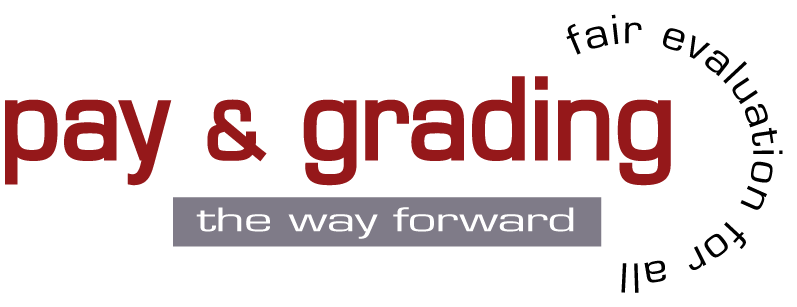 pay & grading
the way forward
fair evaluation for all